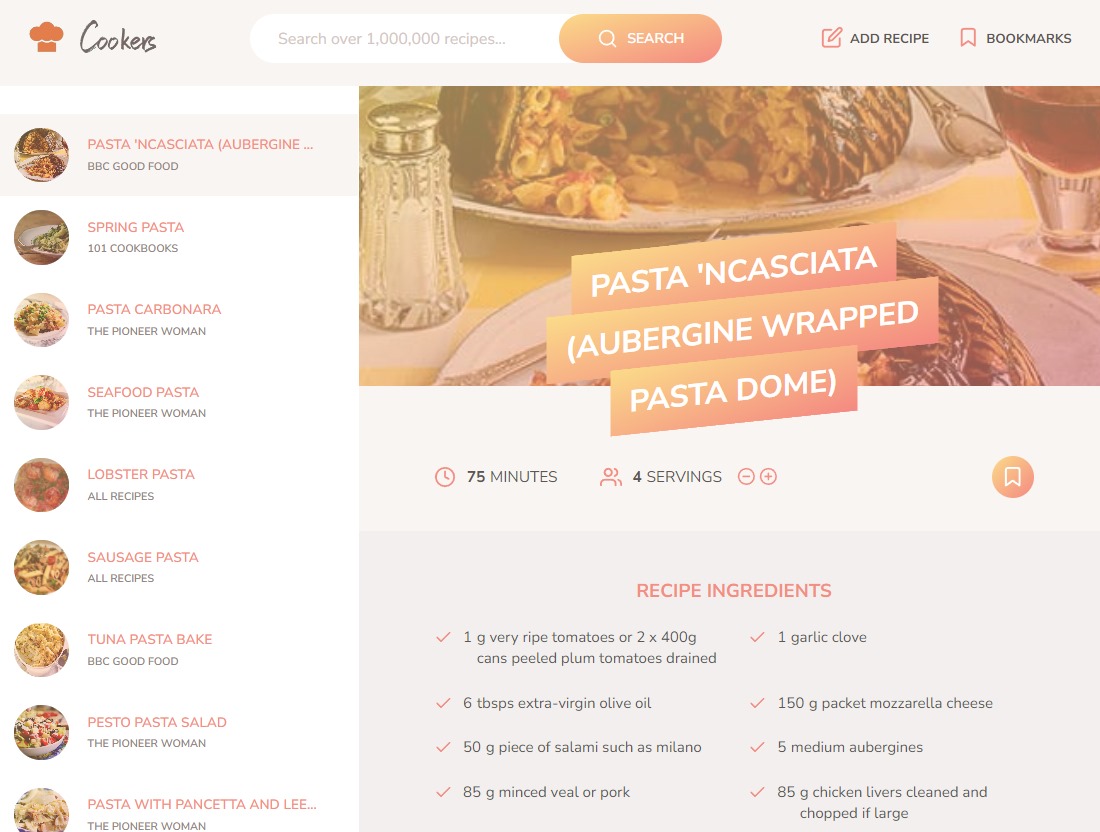 Cookers
Search over 1,000,000 recipes...
SEARCH
ADD RECIPE
BOOKMARKS
PASTA 'NCASCIATA (AUBERGINE ...
BBC GOOD FOOD
SPRING PASTA
101 COOKBOOKS
PASTA CARBONARA
THE PIONEER WOMAN
SEAFOOD PASTA
THE PIONEER WOMAN
LOBSTER PASTA
ALL RECIPES
SAUSAGE PASTA
ALL RECIPES
TUNA PASTA BAKE
BBC GOOD FOOD
PESTO PASTA SALAD
THE PIONEER WOMAN
PASTA WITH PANCETTA AND LEE...
THE PIONEER WOMAN
PASTA 'NCASCIATA
(AUBERGINE WRAPPED
PASTA DOME)
75 MINUTES
4 SERVINGS
RECIPE INGREDIENTS
1 g very ripe tomatoes or 2 x 400g
cans peeled plum tomatoes drained
1 garlic clove
6 tbsps extra-virgin olive oil
150 g packet mozzarella cheese
50 g piece of salami such as milano
5 medium aubergines
85 g minced veal or pork
85 g chicken livers cleaned and
chopped if large